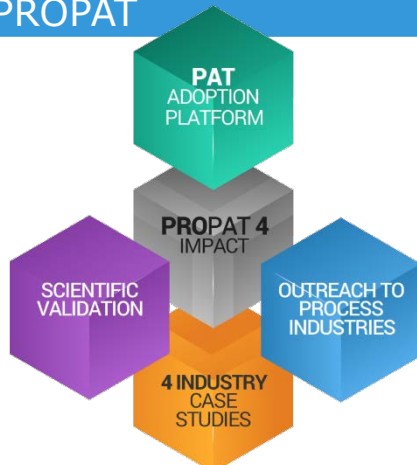 PROPAT
PAT
ADOPTION
PLATFORM
PROPAT 4
IMPACT
SCIENTIFIC
VALIDATION
OUTREACH TO
PROCESS
INDUSTRIES
4 INDUSTRY
CASE
STUDIES